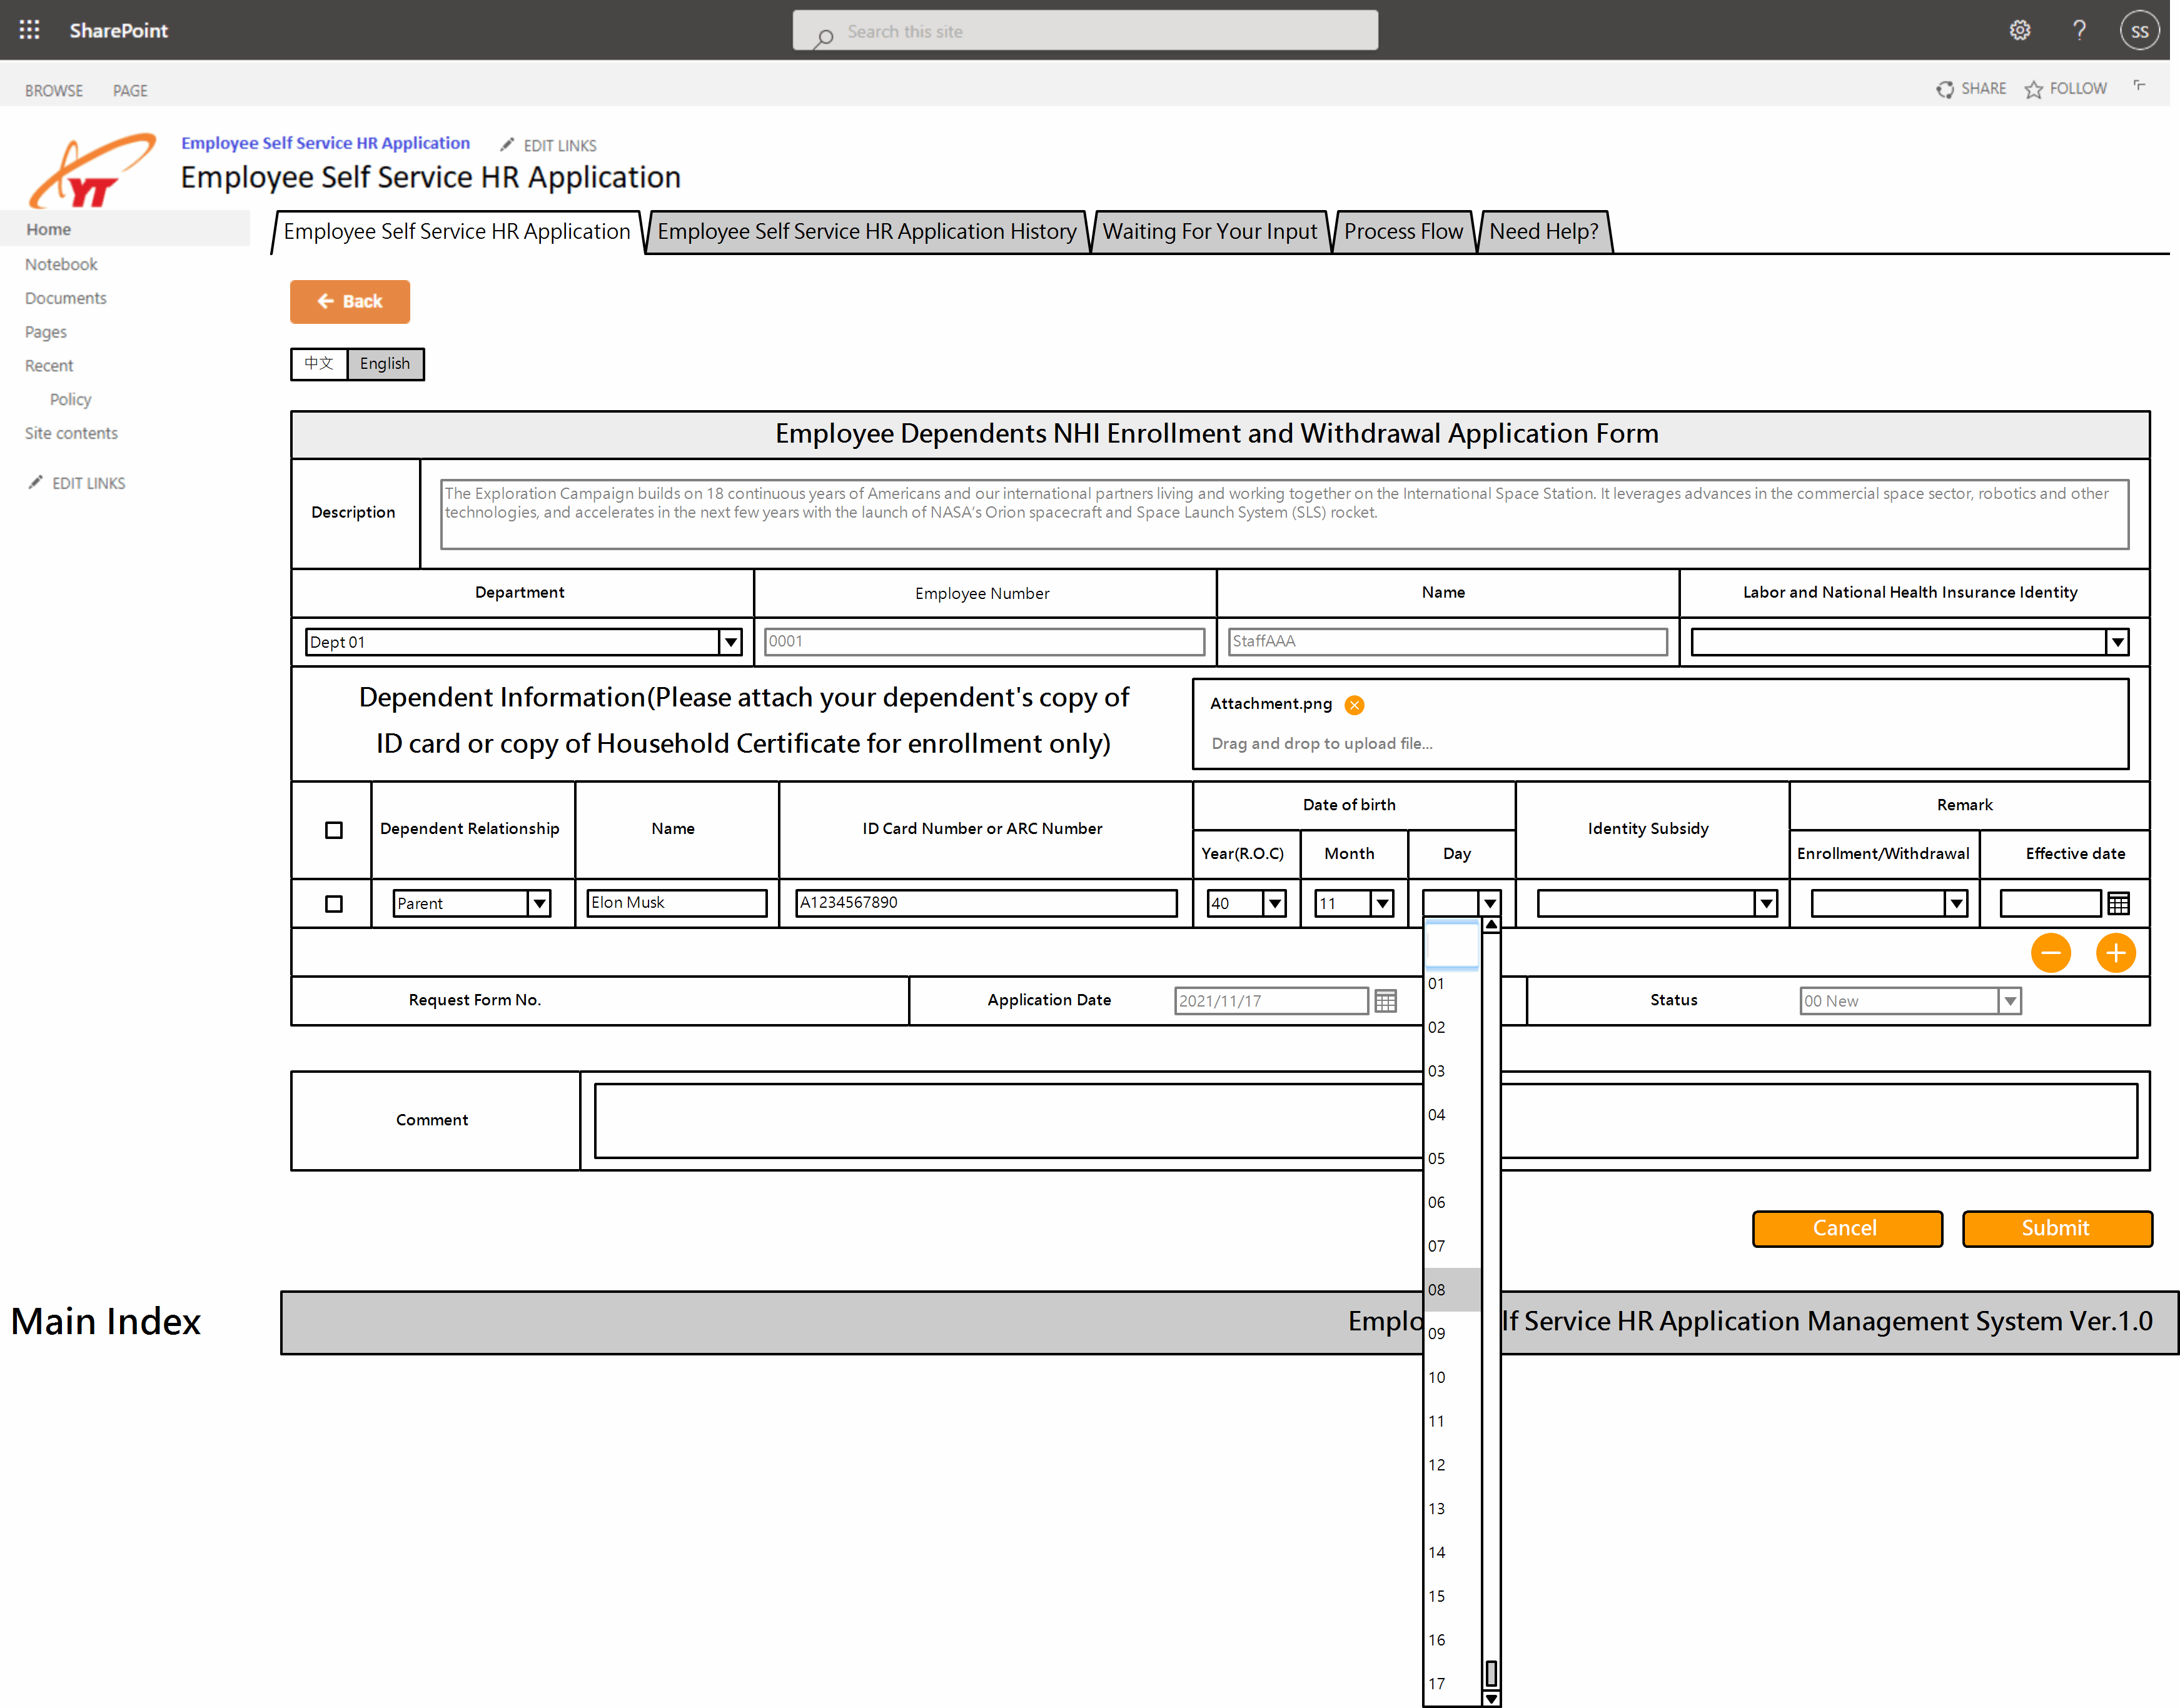 SharePoint
Search this site
?
SS
BROWSE
PAGE
SHARE
FOLLOW
YT
Employee Self Service HR Application
EDIT LINKS
Employee Self Service HR Application
Home
Notebook
Documents
Pages
Recent
Policy
Site contents
EDIT LINKS
Employee Self Service HR Application
Employee Self Service HR Application History
Waiting For Your Input
Process Flow
Need Help?
Back
中文
English
Employee Dependents NHI Enrollment and Withdrawal Application Form
Description
The Exploration Campaign builds on 18 continuous years of Americans and our international partners living and working together on the International Space Station. It leverages advances in the commercial space sector, robotics and other
technologies, and accelerates in the next few years with the launch of NASA's Orion spacecraft and Space Launch System (SLS) rocket.
Department
Employee Number
Name
Labor and National Health Insurance Identity
Dept 01
0001
StaffAAA
Dependent Information(Please attach your dependent's copy of
ID card or copy of Household Certificate for enrollment only)
Attachment.png
Drag and drop to upload file...
Dependent Relationship
Name
ID Card Number or ARC Number
Date of birth
Year(R.O.C)
Month
Day
Identity Subsidy
Remark
Enrollment/Withdrawal
Effective date
Parent
Elon Musk
A1234567890
40
11
Request Form No.
Application Date
2021/11/17
Status
00 New
Comment
01
02
03
04
05
06
07
08
09
10
11
12
13
14
15
16
17
Cancel
Submit
Main Index
Emplo
lf Service HR Application Management System Ver.1.0